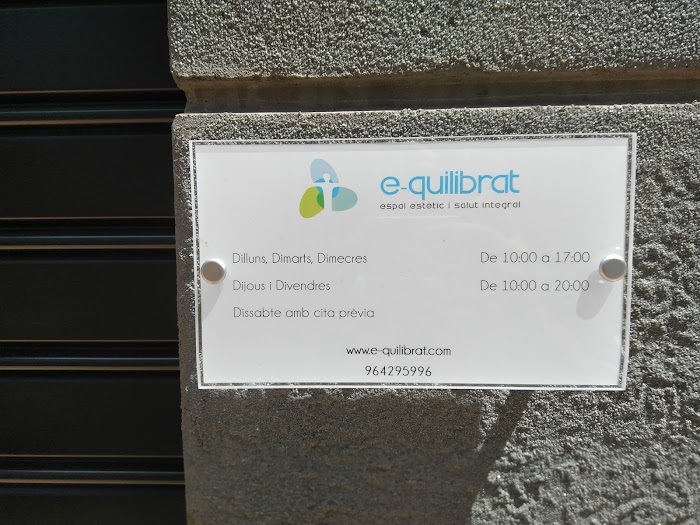 e-quilibrat
espai estètic i salut integral
Dilluns, Dimarts, Dimecres De 10:00 a 17:00
Dijous i Divendres De 10:00 a 20:00
Dissabte amb cita prèvia
www.e-quilibrat.com
964295996